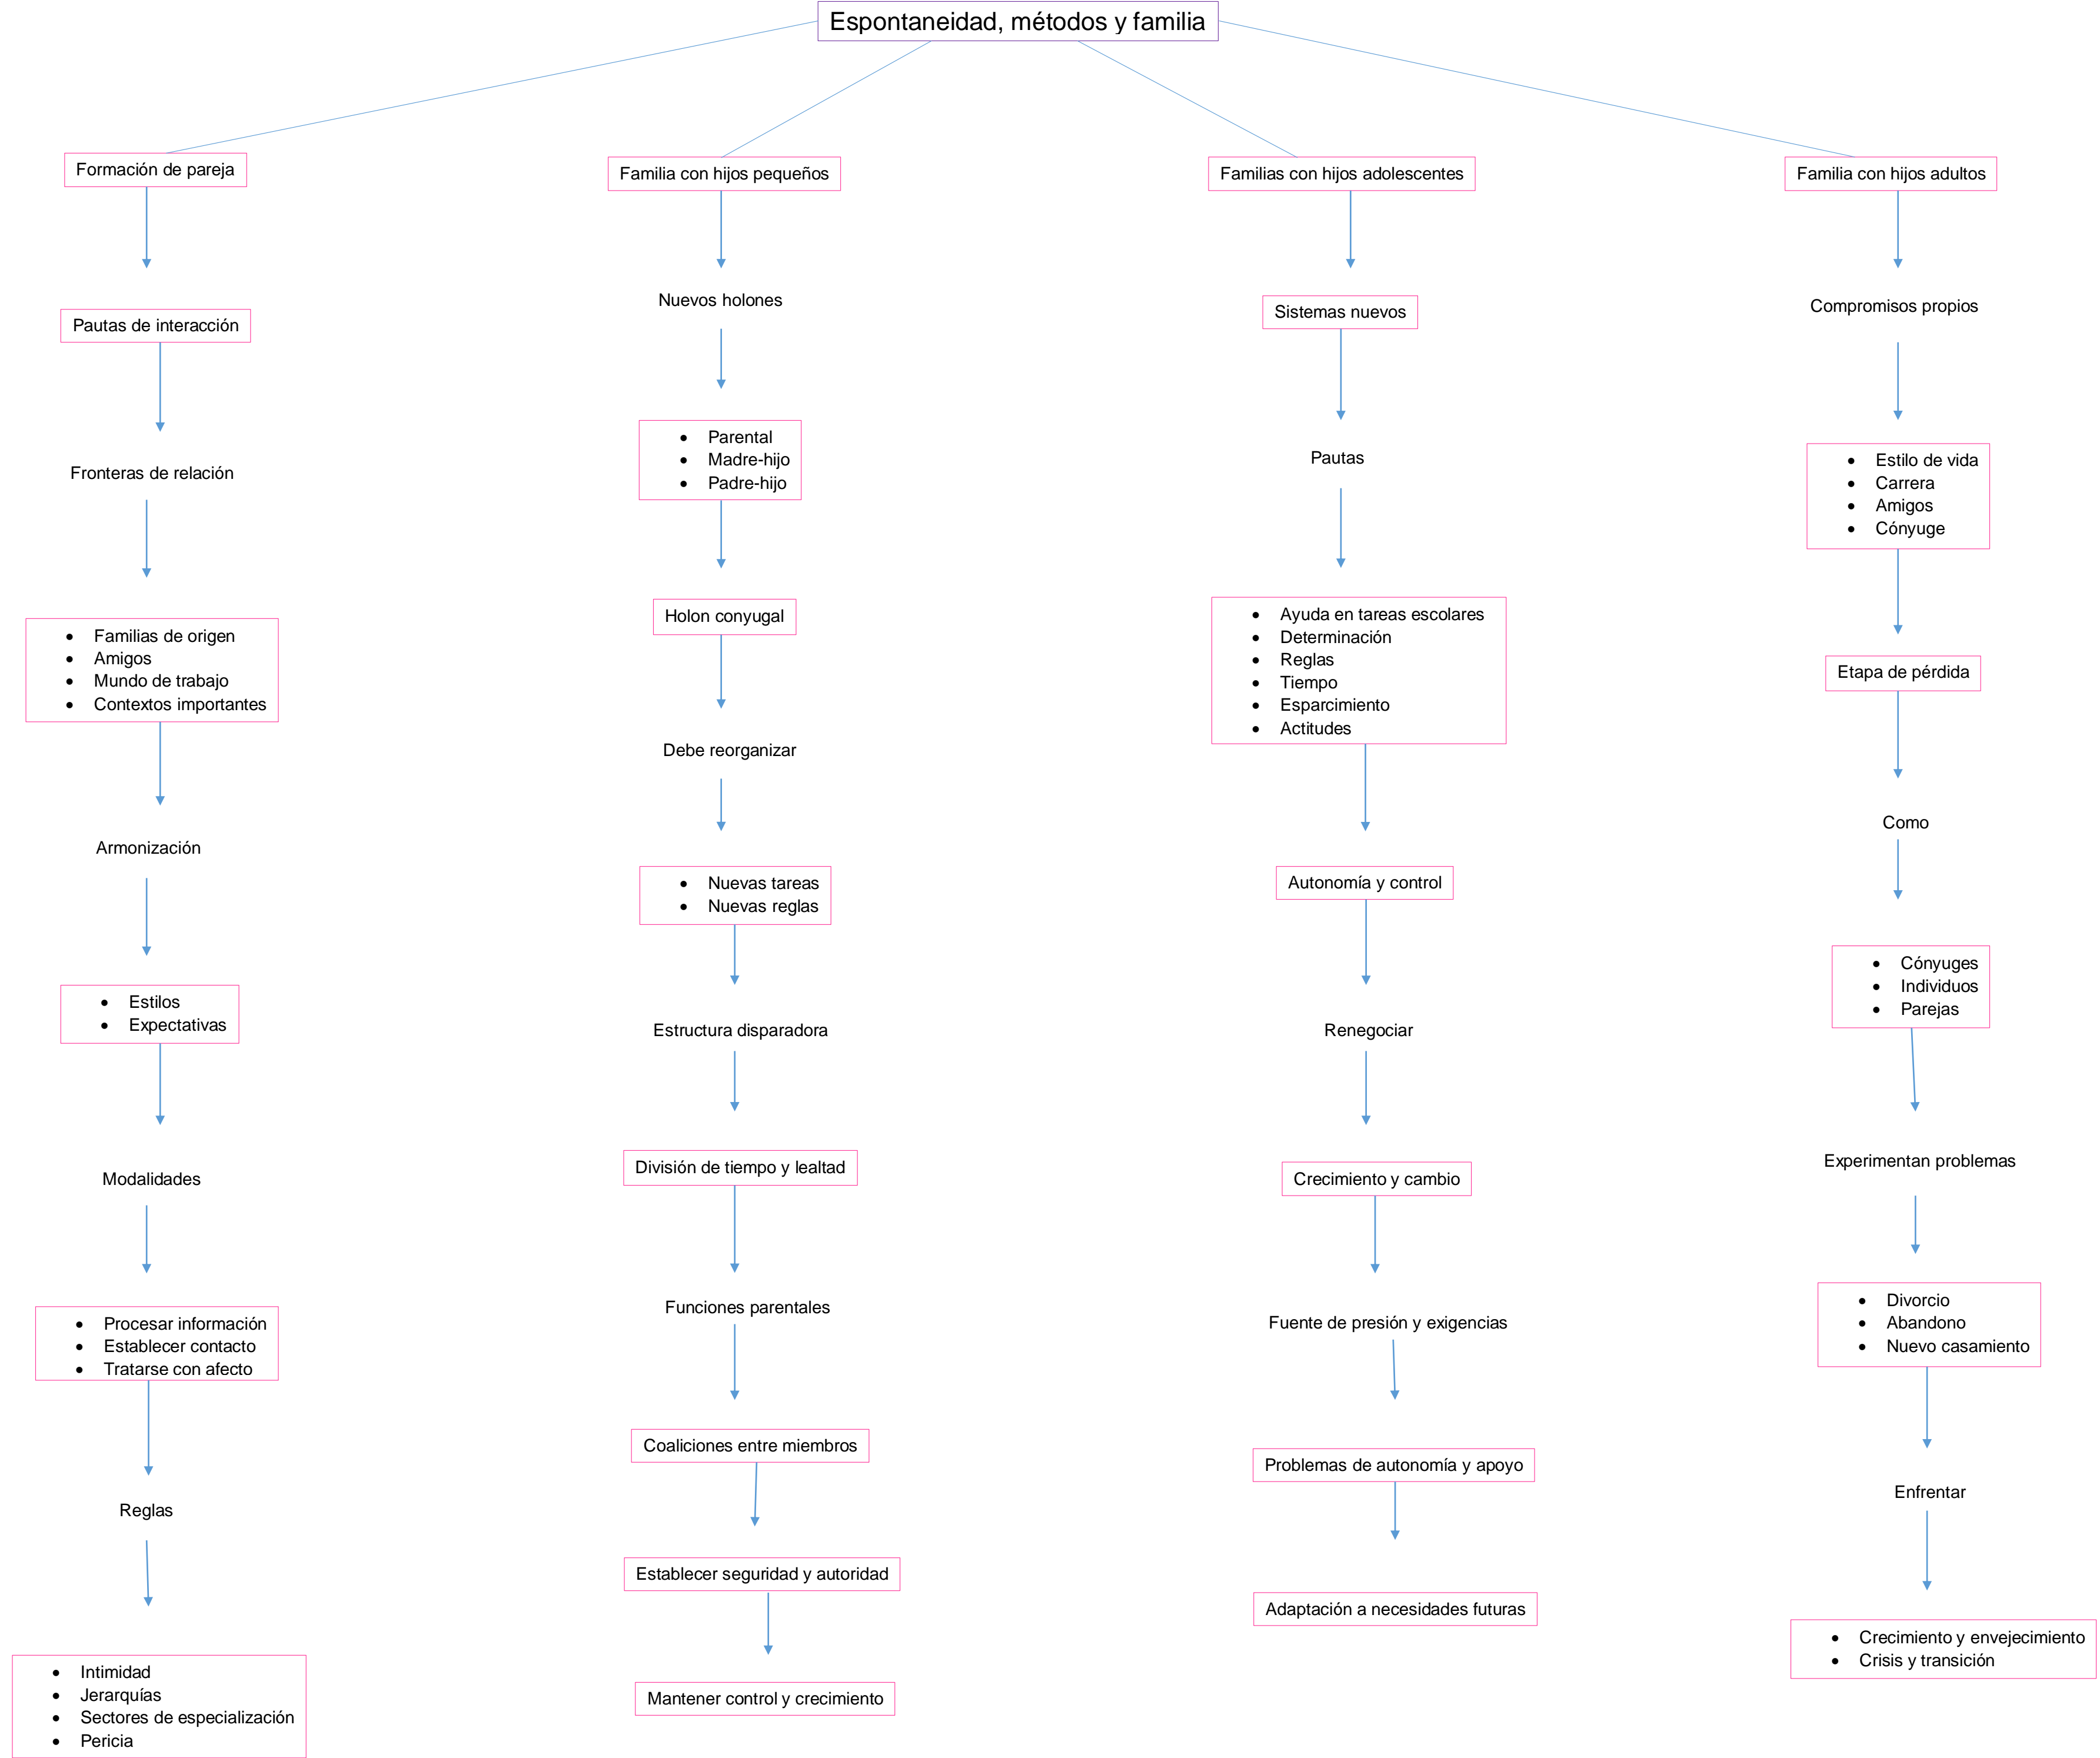 Espontaneidad, métodos y familia
Formación de pareja
Pautas de interacción
Fronteras de relación
• Familias de origen
• Amigos
• Mundo de trabajo
• Contextos importantes
Armonización
• Estilos
• Expectativas
Modalidades
• Procesar información
• Establecer contacto
• Tratarse con afecto
Reglas
• Intimidad
• Jerarquías
• Sectores de especialización
• Pericia
Familia con hijos pequeños
Nuevos holones
• Parental
• Madre-hijo
• Padre-hijo
Holon conyugal
Debe reorganizar
• Nuevas tareas
• Nuevas reglas
Estructura disparadora
División de tiempo y lealtad
Funciones parentales
Coaliciones entre miembros
Establecer seguridad y autoridad
Mantener control y crecimiento
Familias con hijos adolescentes
Sistemas nuevos
Pautas
• Ayuda en tareas escolares
• Determinación
• Reglas
• Tiempo
• Esparcimiento
• Actitudes
Autonomía y control
Renegociar
Crecimiento y cambio
Fuente de presión y exigencias
Problemas de autonomía y apoyo
Adaptación a necesidades futuras
Familia con hijos adultos
Compromisos propios
• Estilo de vida
• Carrera
• Amigos
• Cónyuge
Etapa de pérdida
Como
• Cónyuges
• Individuos
• Parejas
Experimentan problemas
• Divorcio
• Abandono
• Nuevo casamiento
Enfrentar
• Crecimiento y envejecimiento
• Crisis y transición